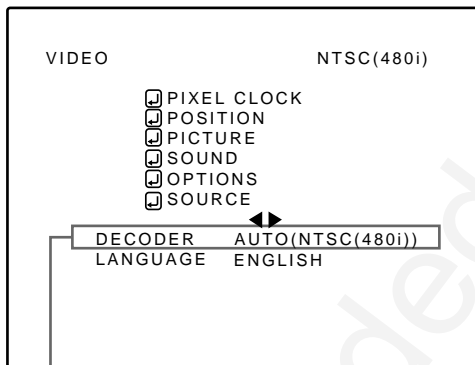 VIDEO NTSC(480i)
PIXEL CLOCK
POSITION
PICTURE
SOUND
OPTIONS
SOURCE
DECODER AUTO(NTSC(480i))
LANGUAGE ENGLISH